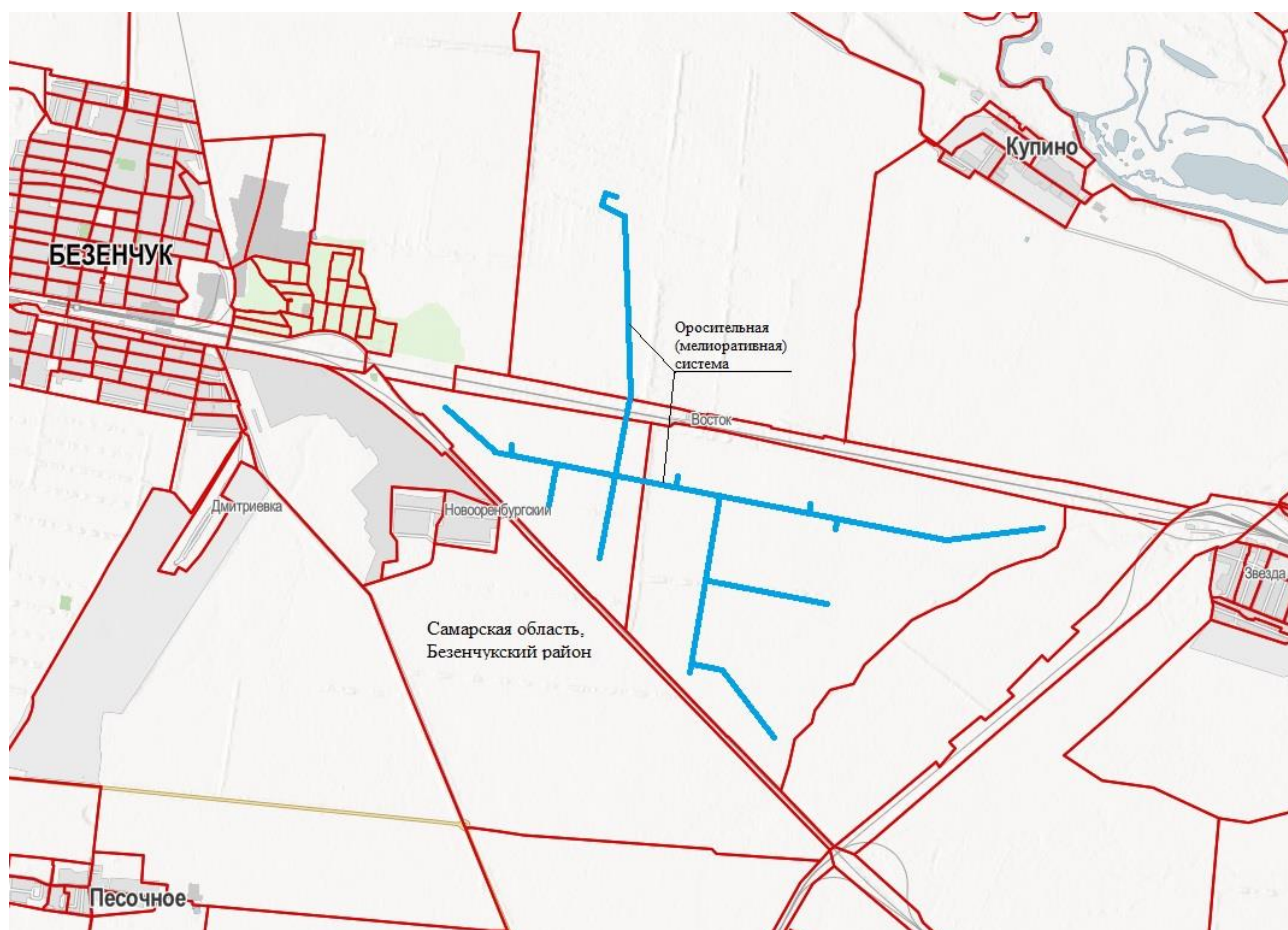 Купино
БЕЗЕНЧУК
Оросительная
(мелиоративная)
система
Восток
Дмитриевка
Новооренбургский
Звезда
Самарская область,
Безенчукский район
Песочное